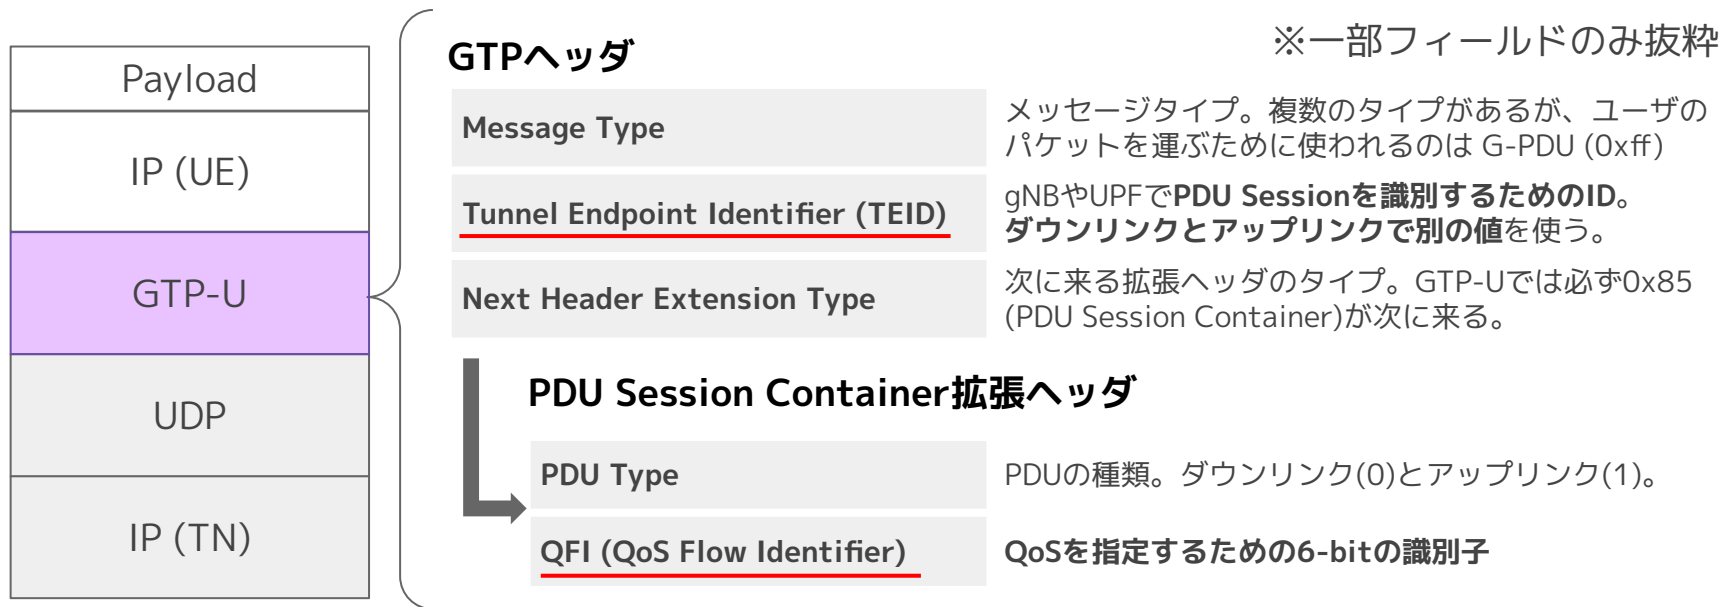 ※一部フィールドのみ抜粋
Payload
IP (UE)
GTP-U
UDP
IP (TN)
GTPヘッダ
Message Type
メッセージタイプ。複数のタイプがあるが、ユーザの
パケットを運ぶために使われるのは G-PDU (0xff)
Tunnel Endpoint Identifier (TEID)
gNBやUPFでPDU Sessionを識別するためのID。
ダウンリンクとアップリンクで別の値を使う。
Next Header Extension Type
次に来る拡張ヘッダのタイプ。GTP-Uでは必ず0x85
(PDU Session Container)が次に来る。
PDU Session Container拡張ヘッダ
PDU Type
PDUの種類。ダウンリンク(0)とアップリンク(1)。
QFI (QoS Flow Identifier)
QoSを指定するための6-bitの識別子